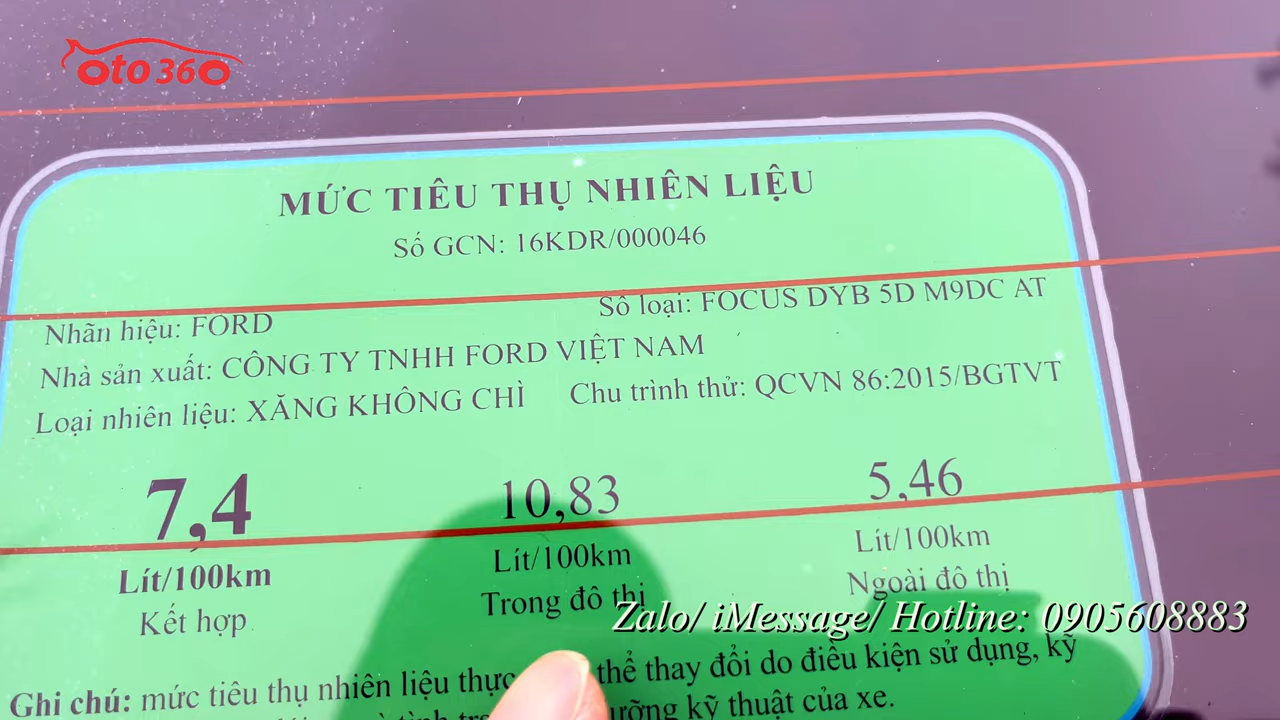 oto 360
MỨC TIÊU THỤ NHIÊN LIỆU
Số GCN: 16KDR/000046
Nhãn hiệu: FORD Số loại: FOCUS DYB 5D M9DC AT
Nhà sản xuất: CÔNG TY TNHH FORD VIỆT NAM
Loại nhiên liệu: XĂNG KHÔNG CHÌ Chu trình thử: QCVN 86:2015/BGTVT
7,4 10,83 5,46
Lít/100km Lít/100km Lít/100km
Kết hợp Trong đô thị Ngoài đô thị
Zalo/ iMessage/ Hotline: 0905608883
Ghi chú: mức tiêu thụ nhiên liệu thực thể thay đổi do điều kiện sử dụng, kỹ
kỹ thuật của xe.